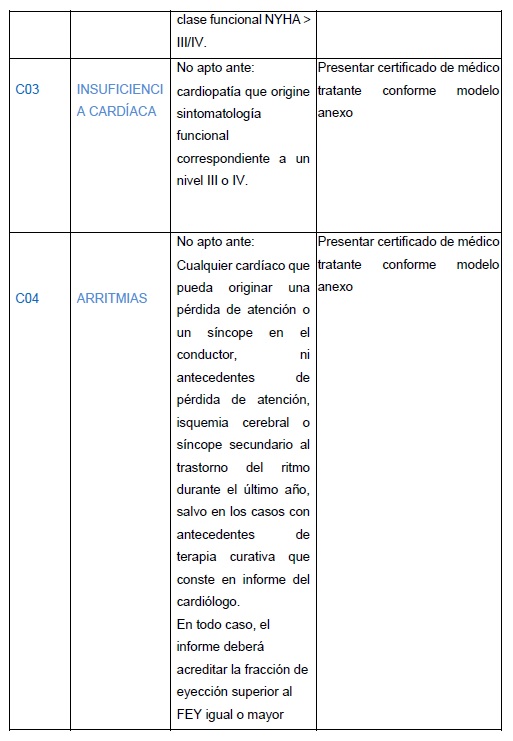 clase funcional NYHA >
III/IV.
C03
INSUFICIENCI
A CARDÍACA
No apto ante:
cardiopatía que origine
sintomatología
funcional
correspondiente a un
nivel III o IV.
Presentar certificado de médico
tratante conforme modelo
anexo
C04
ARRITMIAS
No apto ante:
Cualquier cardíaco que
pueda originar una
pérdida de atención o
un síncope en el
conductor, ni
antecedentes de
pérdida de atención,
isquemia cerebral o
síncope secundario al
trastorno del ritmo
durante el último año,
salvo en los casos con
antecedentes de
terapia curativa que
conste en informe del
cardiólogo.
En todo caso, el
informe deberá
acreditar la fracción de
eyección superior al
FEY igual o mayor
Presentar certificado de médico
tratante conforme modelo
anexo